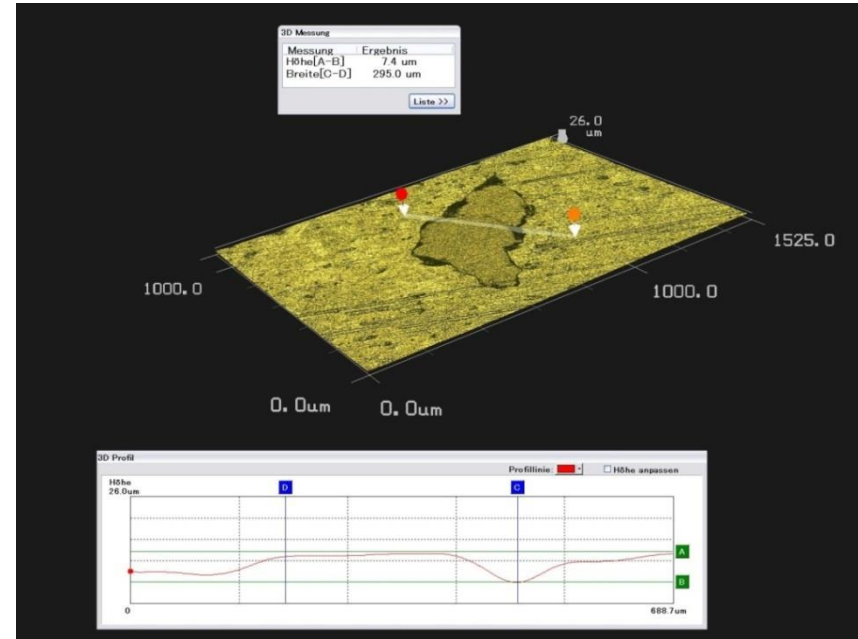 3D Messung
Messung Ergebnis
Höhe[A-B] 7.4 um
Breite[C-D] 295.0 um
Liste >>
26.0
um
1525.0
1000.0
1000.0
0.0um
0.0um
3D Profil
Profillinie:
Höhe anpassen
Höhe
26.0um
D
C
A
B
0
688.7um